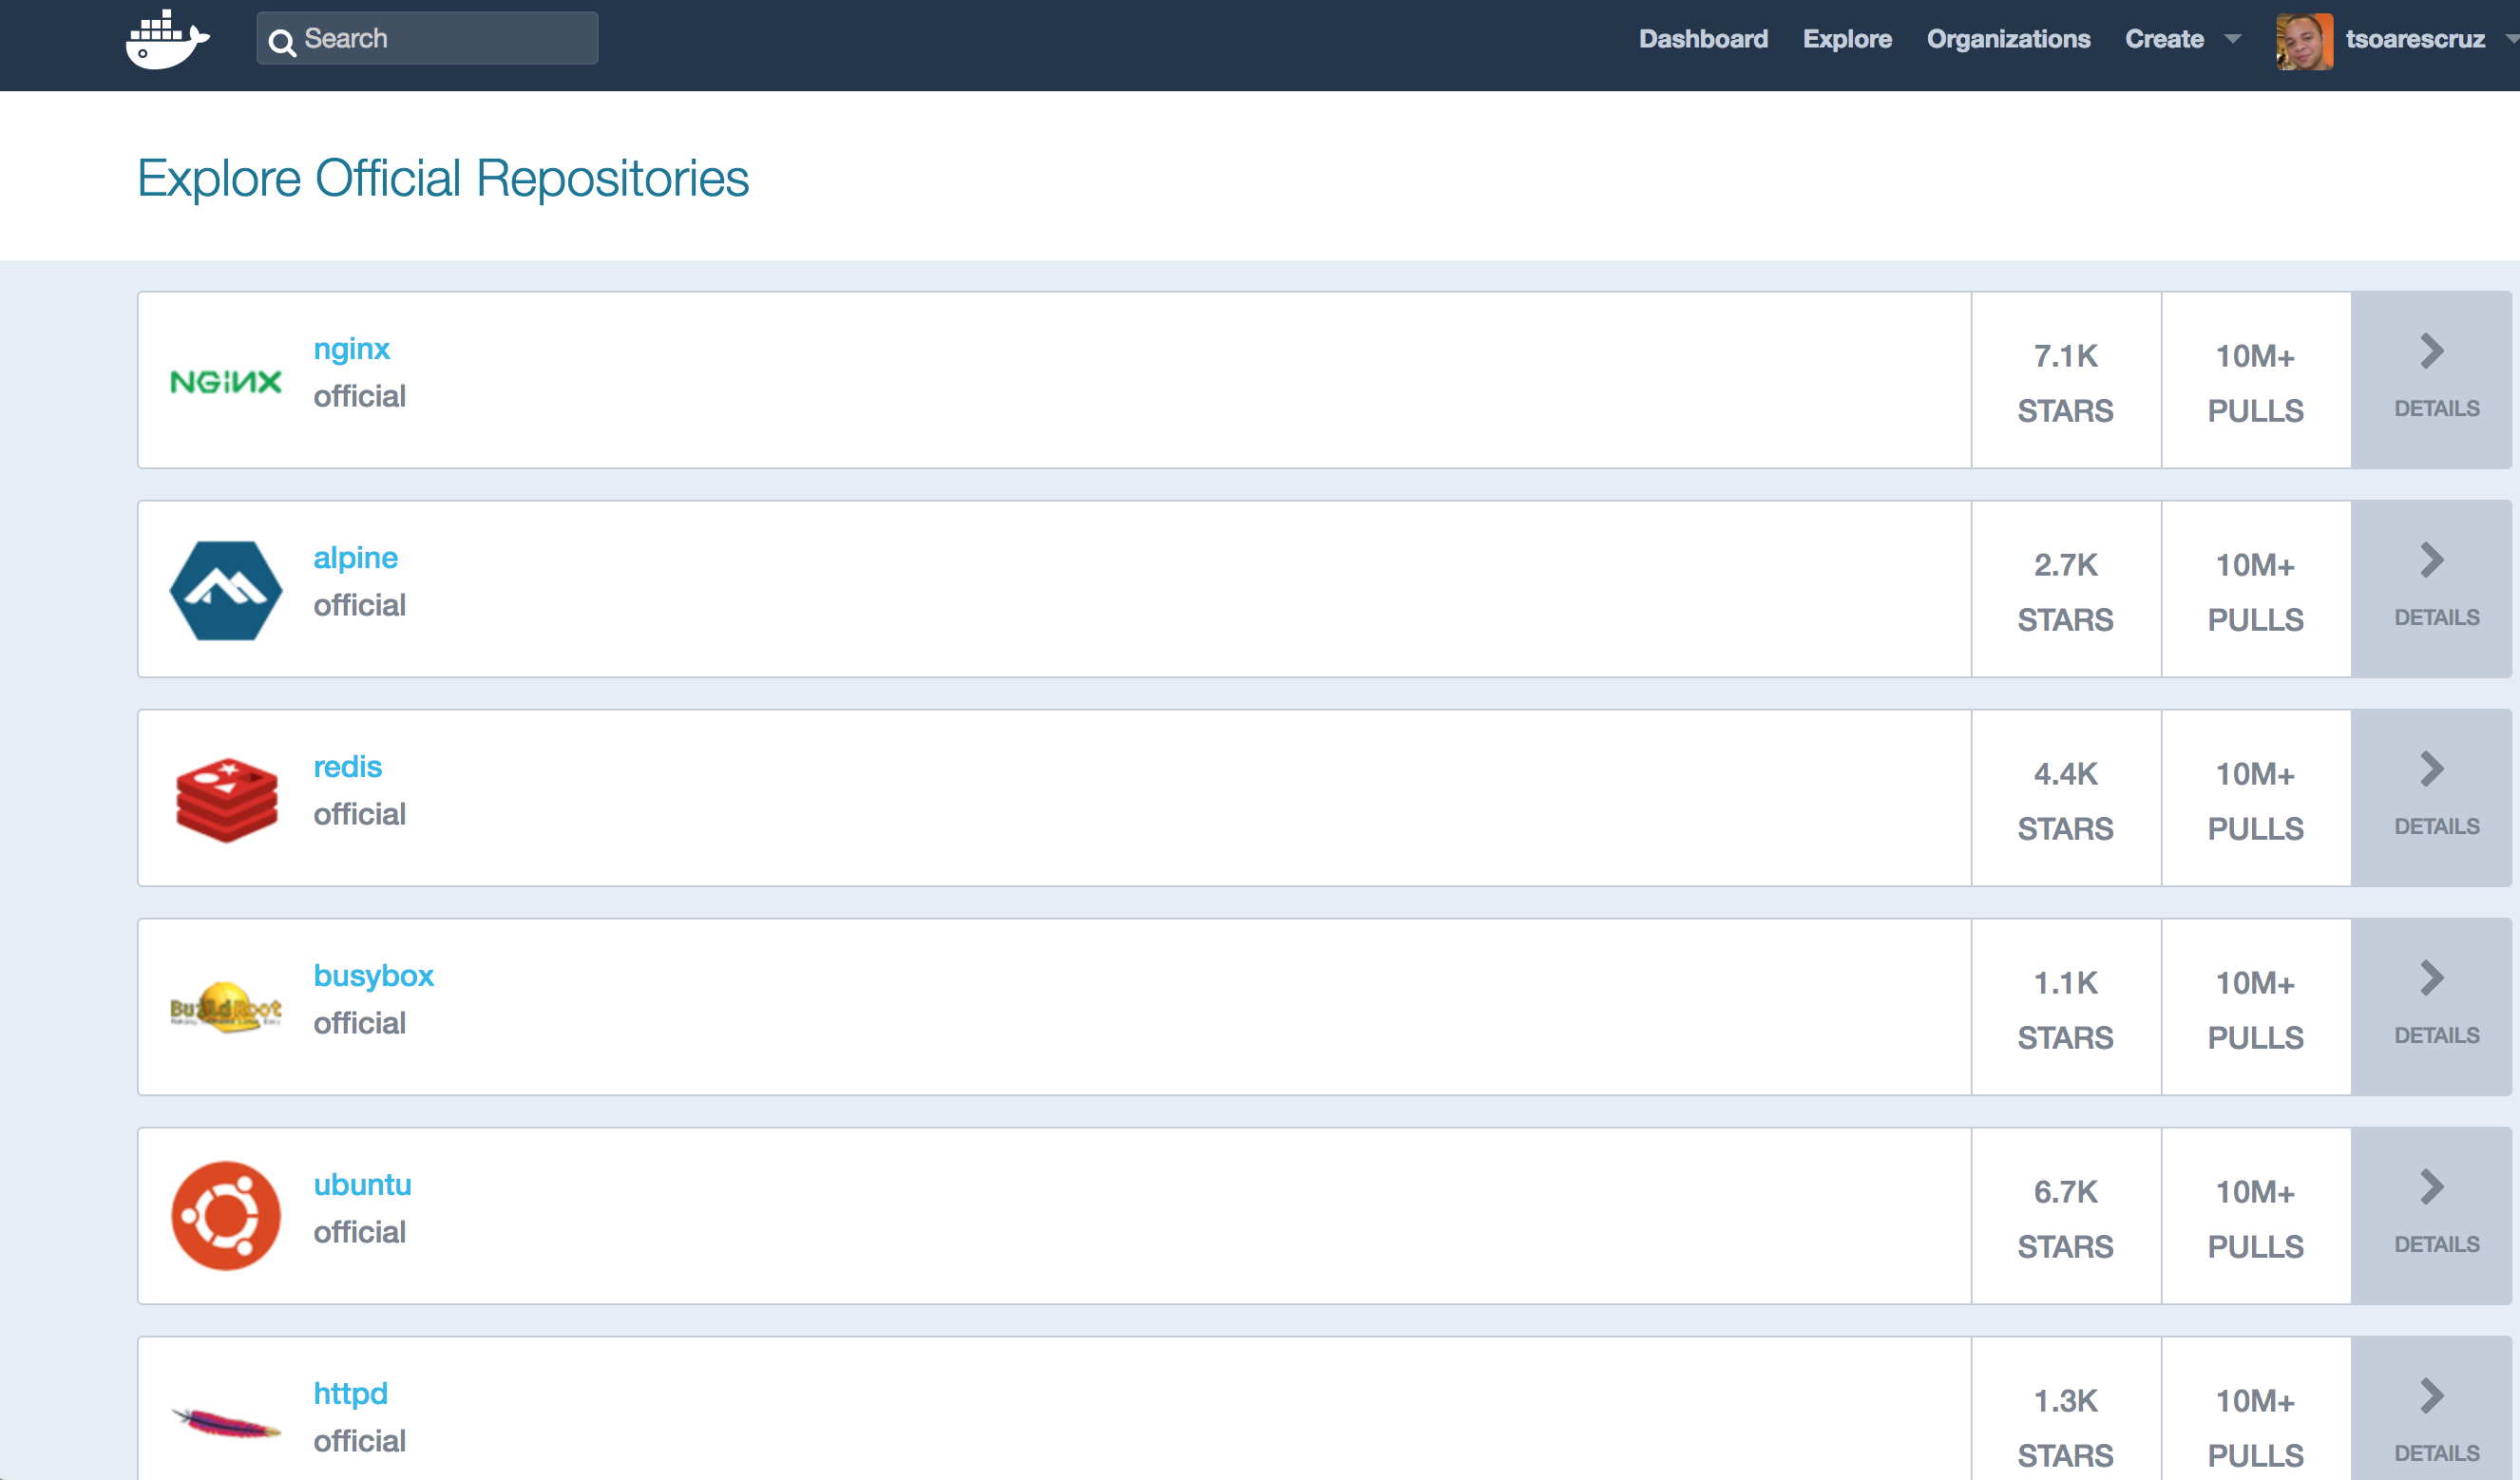 Search
Dashboard Explore Organizations Create tsoarescruz
Explore Official Repositories
NGINX
nginx
official
7.1K
STARS
10M+
PULLS
DETAILS
alpine
official
2.7K
STARS
10M+
PULLS
DETAILS
redis
official
4.4K
STARS
10M+
PULLS
DETAILS
busybox
official
1.1K
STARS
10M+
PULLS
DETAILS
ubuntu
official
6.7K
STARS
10M+
PULLS
DETAILS
httpd
official
1.3K
STARS
10M+
PULLS
DETAILS